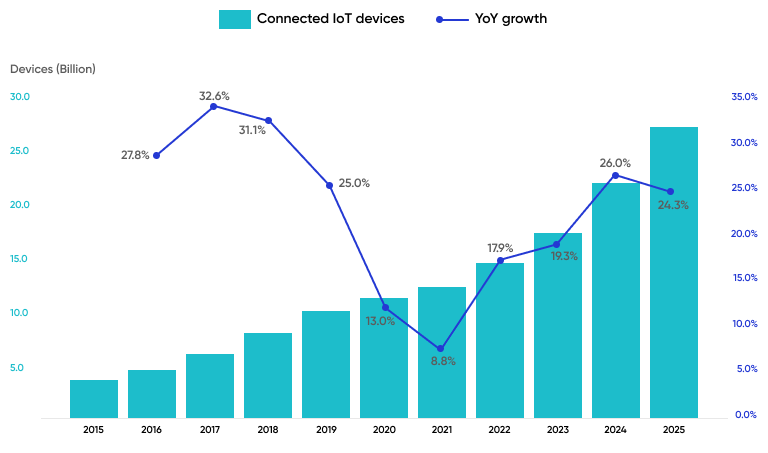 Connected IoT devices YoY growth
Devices (Billion)
30.0 32.6% 35.0%
31.1%
30.0%
25.0 27.8%
25.0% 26.0% 25.0%
20.0 24.3%
17.9% 20.0%
15.0 19.3%
15.0%
10.0 13.0% 10.0%
5.0 8.8% 5.0%
0.0%
2015 2016 2017 2018 2019 2020 2021 2022 2023 2024 2025